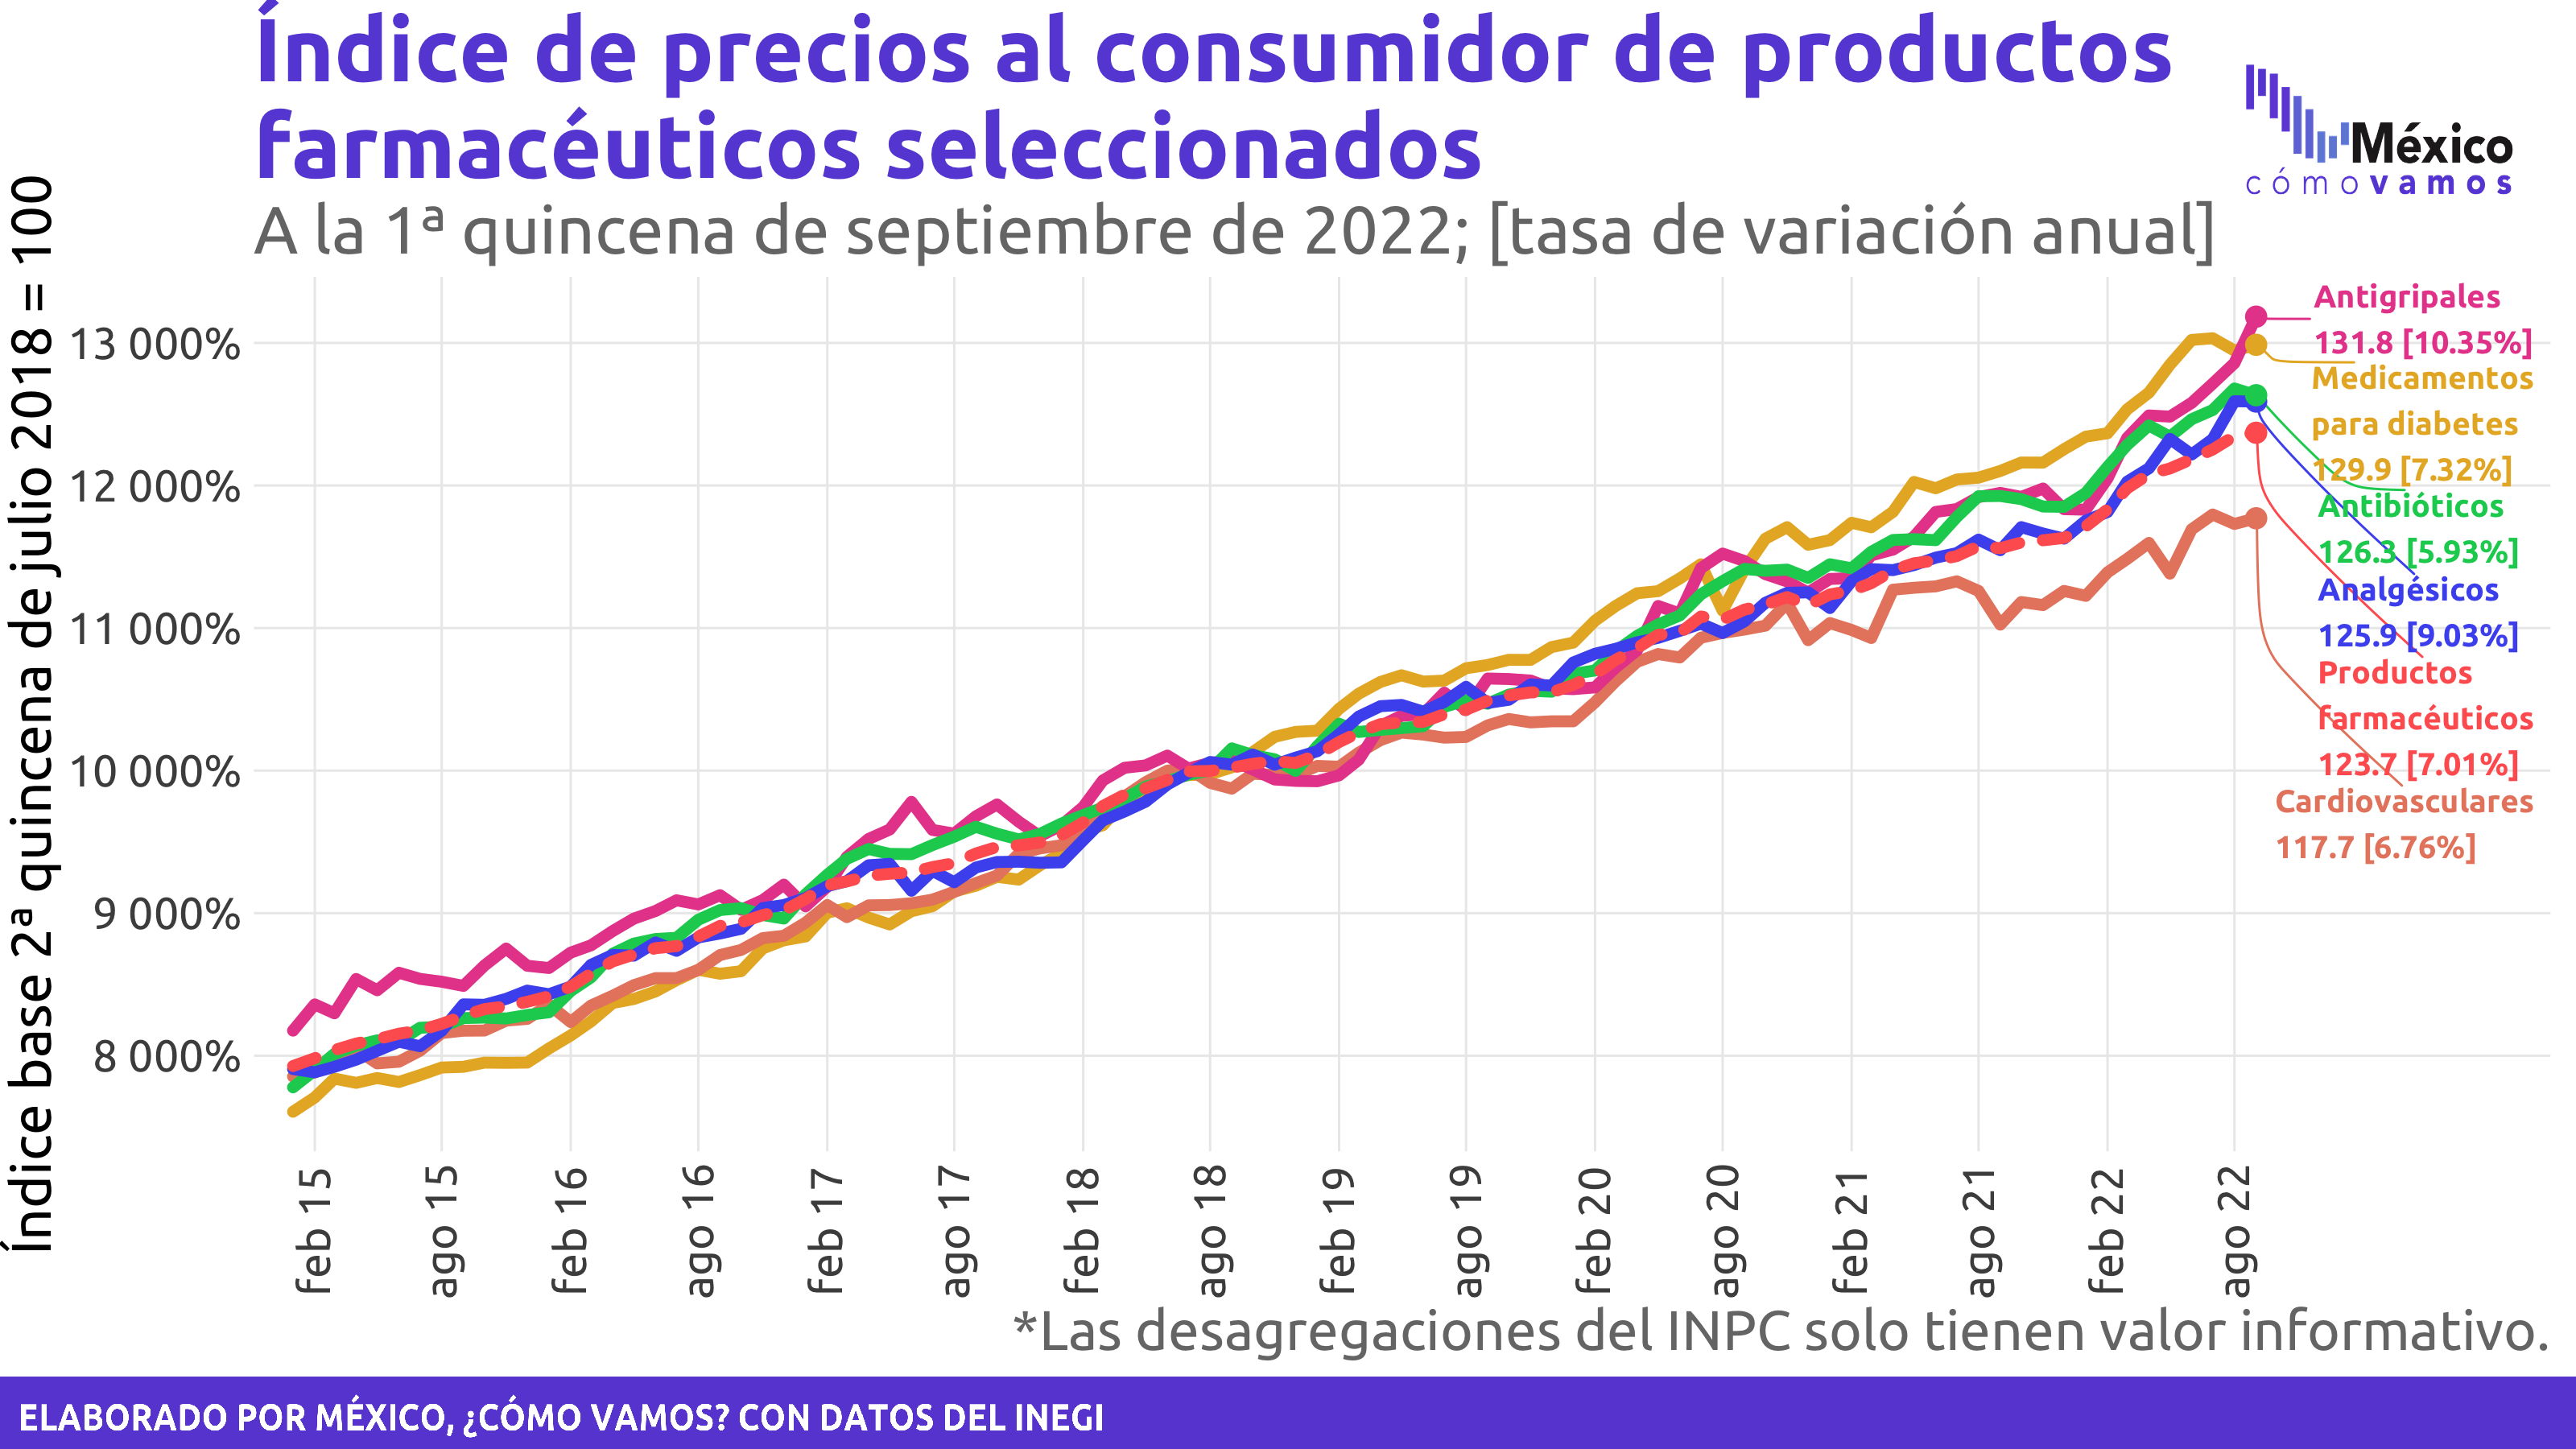 Índice de precios al consumidor de productos
farmacéuticos seleccionados
A la 1ª quincena de septiembre de 2022; [tasa de variación anual]
México
cómo vamos
Índice base 2ª quincena de julio 2018 = 100
13 000%
12 000%
11 000%
10 000%
9 000%
8 000%
Antigripales
131.8 [10.35%]
Medicamentos
para diabetes
129.9 [7.32%]
Antibióticos
126.3 [5.93%]
Analgésicos
125.9 [9.03%]
Productos
farmacéuticos
123.7 [7.01%]
Cardiovasculares
117.7 [6.76%]
feb 15
ago 15
feb 16
ago 16
feb 17
ago 17
feb 18
ago 18
feb 19
ago 19
feb 20
ago 20
feb 21
ago 21
feb 22
ago 22
*Las desagregaciones del INPC solo tienen valor informativo.
ELABORADO POR MÉXICO, ¿CÓMO VAMOS? CON DATOS DEL INEGI